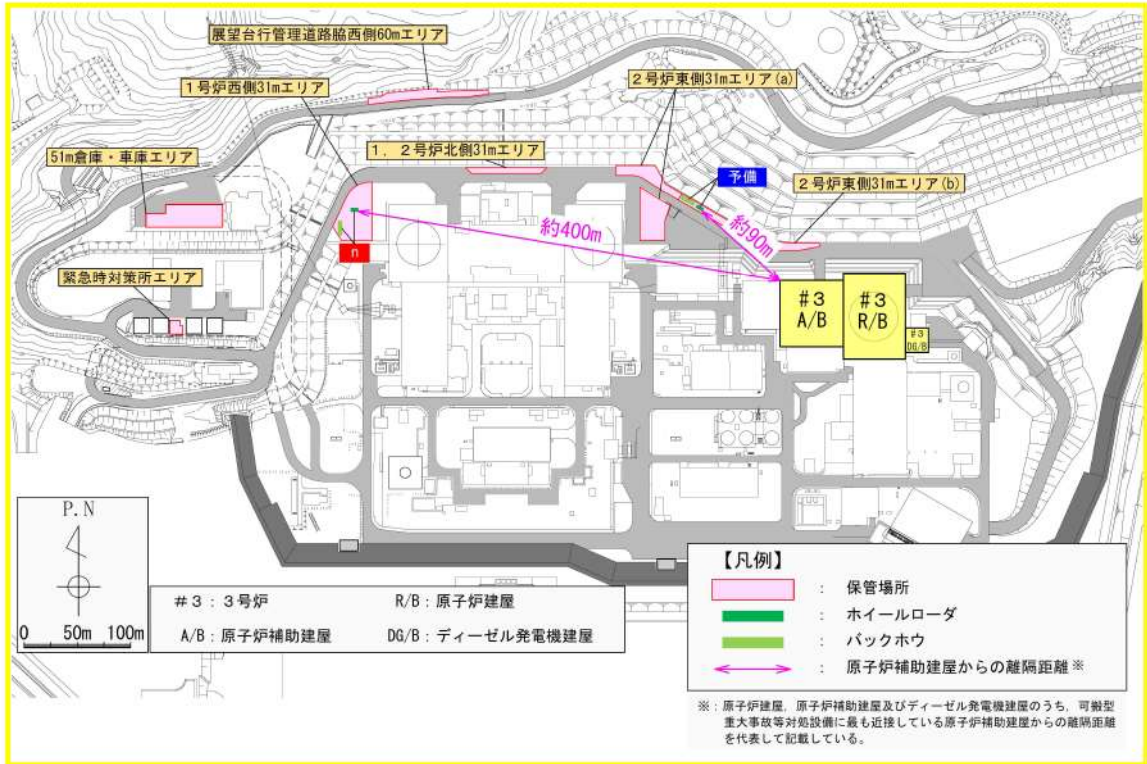 展望台行管理道路脇西側60mエリア
1号炉西側31mエリア
2号炉東側31mエリア(a)
51m倉庫・車庫エリア
1．2号炉北側31mエリア
予備
2号炉東側31mエリア(b)
約400m
約90m
n
緊急時対策所エリア
#3
A/B
#3
R/B
#3
DG/B
P.N
0 50m 100m
#3：3号炉
R/B：原子炉建屋
A/B：原子炉補助建屋
DG/B：ディーゼル発電機建屋
【凡例】
： 保管場所
： ホイールローダ
： バックホウ
： 原子炉補助建屋からの離隔距離※
※：原子炉建屋，原子炉補助建屋及びディーゼル発電機建屋のうち，可搬型
重大事故等対処設備に最も近接している原子炉補助建屋からの離隔距離
を代表して記載している。